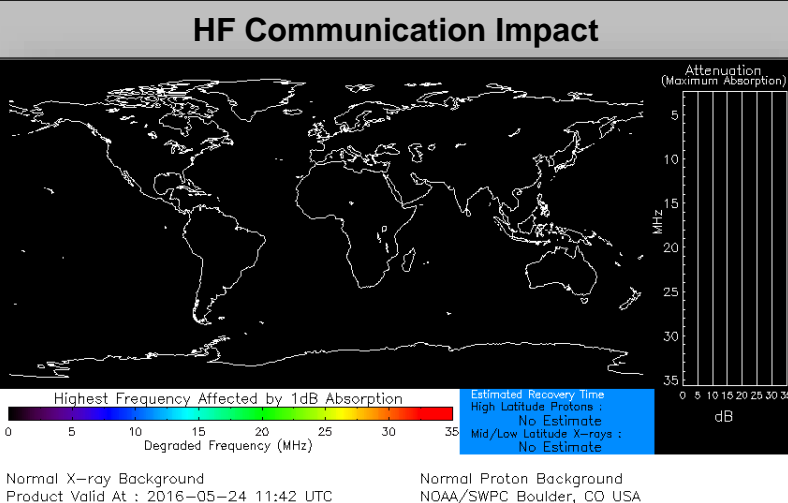 HF Communication Impact
Attenuation
(Maximum Absorption)
5
10
15
20
25
30
35
MHz
0 5 10 15 20 25 30 35
dB
Highest Frequency Affected by 1dB Absorption
0 5 10 15 20 25 30 35
Degraded Frequency (MHz)
Estimated Recovery Time
High Latitude Protons :
No Estimate
Mid/Low Latitude X-rays :
No Estimate
Normal X-ray Background
Product Valid At : 2016-05-24 11:42 UTC
Normal Proton Background
NOAA/SWPC Boulder, CO USA